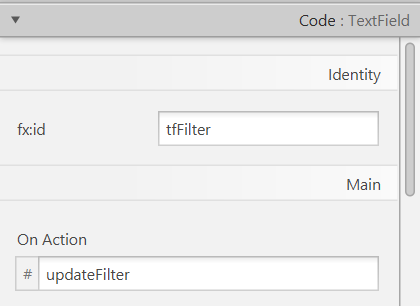 Code : TextField
Identity
fx:id tfFilter
Main
On Action
# updateFilter